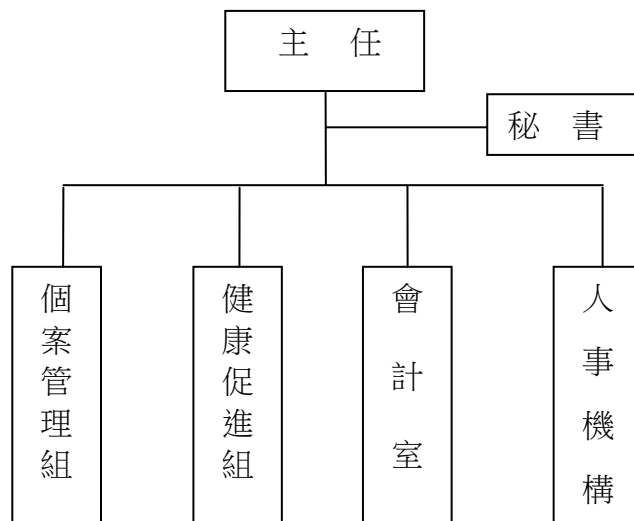 主 任
秘 書
個案管理組
健康促進組
會計室
人事機構